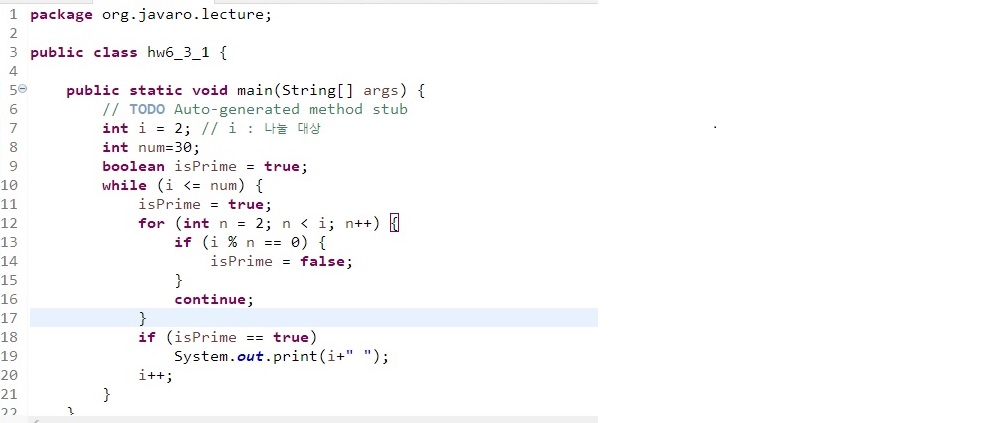 1 package org.javaro.lecture;
2
3 public class hw6_3_1 {
4
5 public static void main(String[] args) {
6 // TODO Auto-generated method stub
7 int i = 2; // i : 나눌 대상
8 int num=30;
9 boolean isPrime = true;
10 while (i <= num) {
11 isPrime = true;
12 for (int n = 2; n < i; n++) {
13 if (i % n == 0) {
14 isPrime = false;
15 }
16 continue;
17 }
18 if (isPrime == true)
19 System.out.print(i+" ");
20 i++;
21 }
22 }